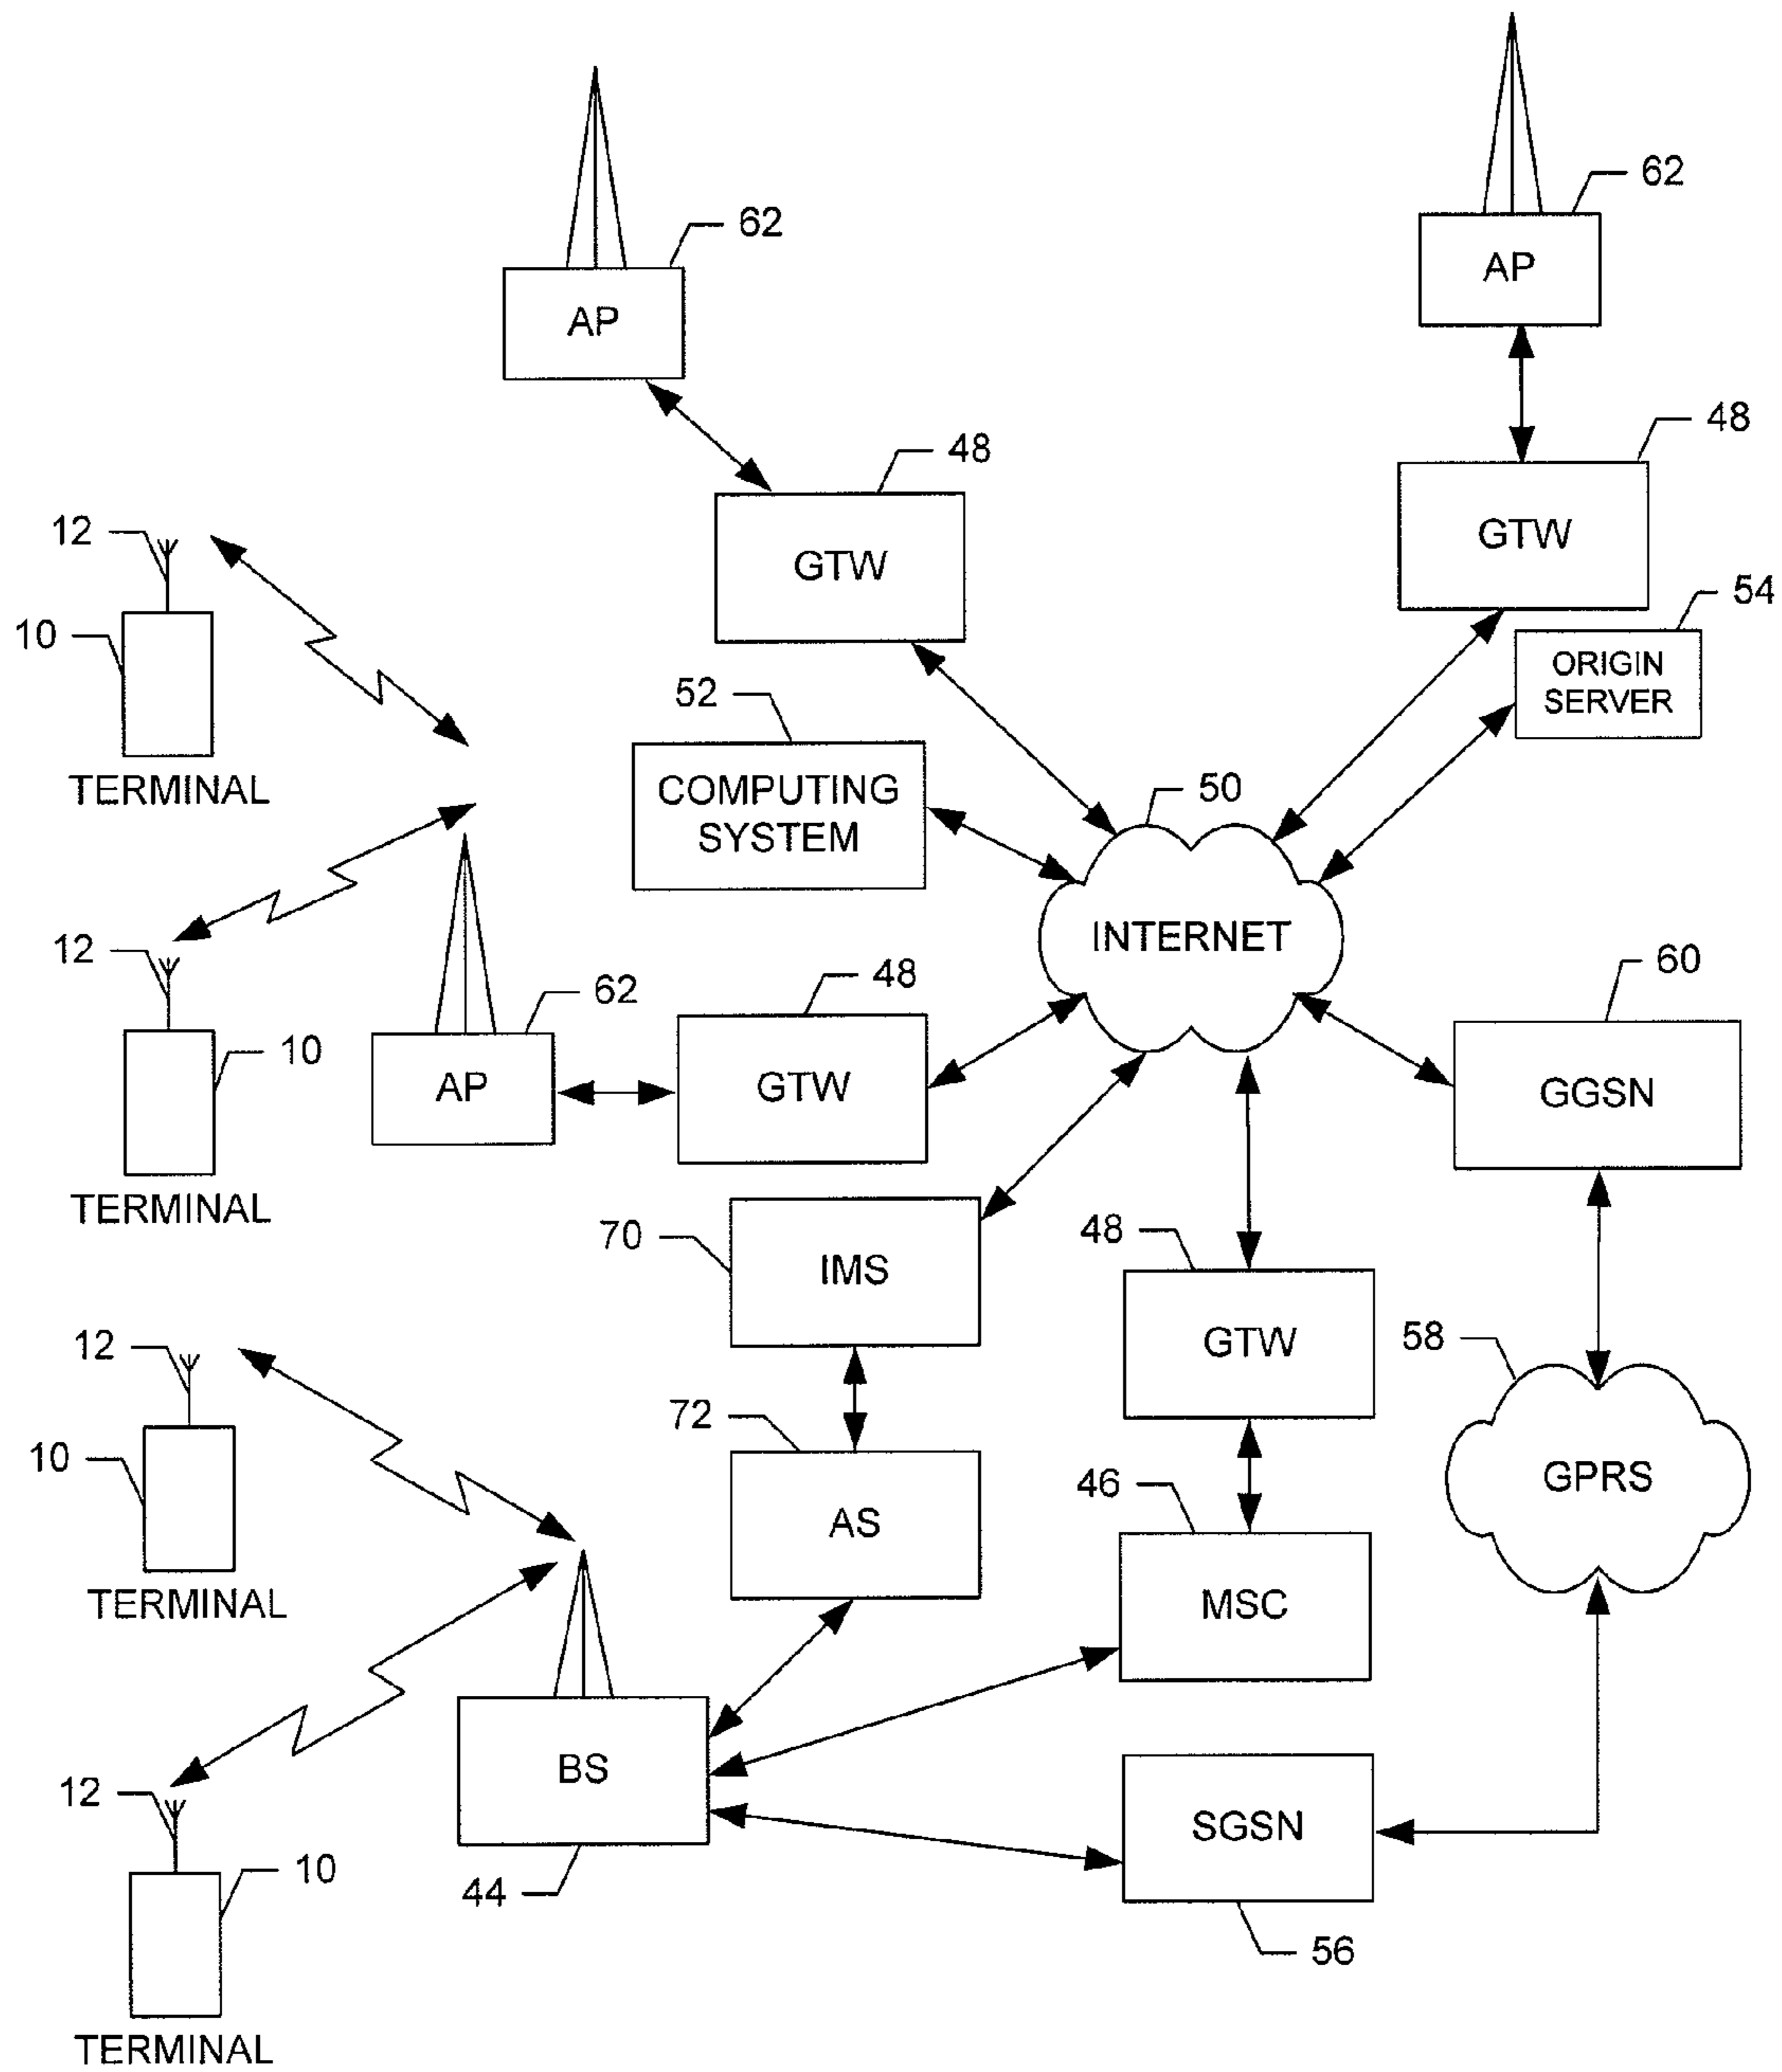 62
AP
62
AP
48
GTW
48
GTW
12
10
TERMINAL
54
ORIGIN
SERVER
52
COMPUTING
SYSTEM
50
INTERNET
12
10
TERMINAL
62
AP
48
GTW
60
GGSN
70
IMS
48
GTW
58
GPRS
12
10
TERMINAL
72
AS
46
MSC
12
10
TERMINAL
BS
44
SGSN
56